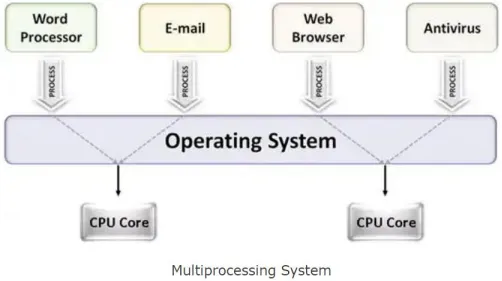 Word
Processor
E-mail
Web
Browser
Antivirus
PROCESS
PROCESS
PROCESS
PROCESS
Operating System
CPU Core
CPU Core
Multiprocessing System